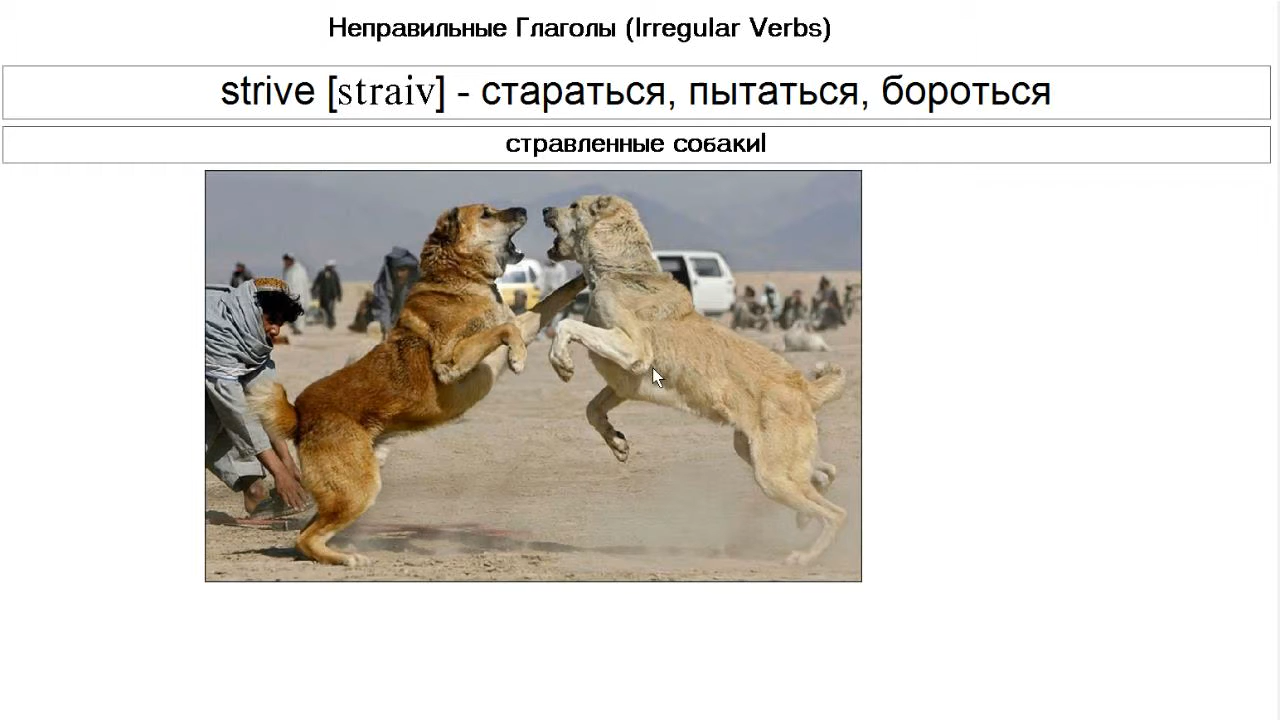 Неправильные Глаголы (Irregular Verbs)
strive [straiv] - стараться, пытаться, бороться
стравленные собаки